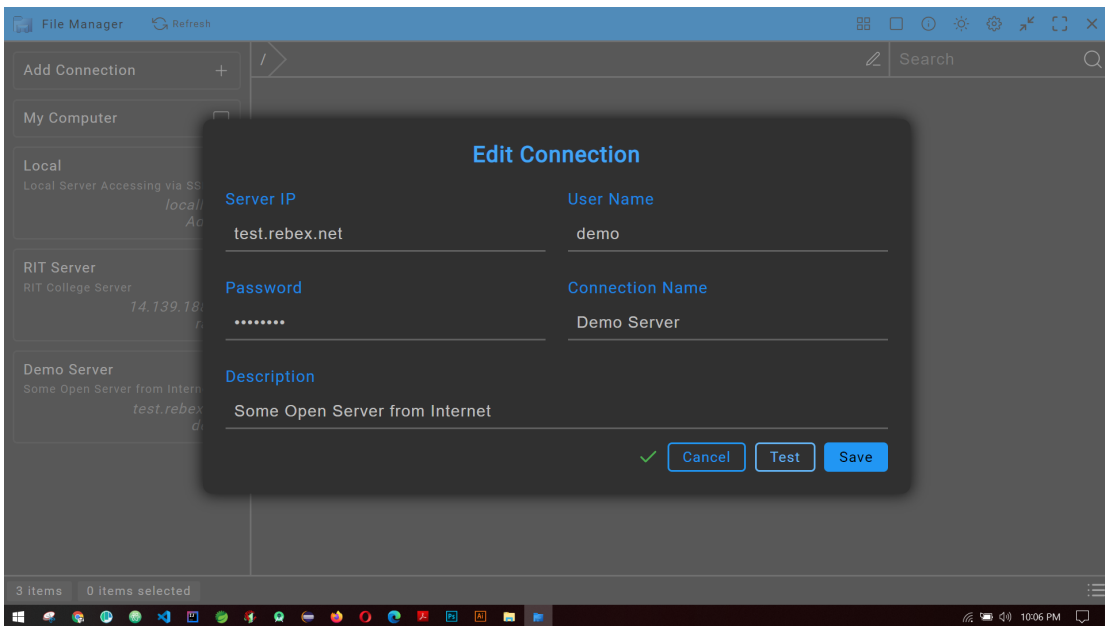 File Manager Refresh
Add Connection
/
Search
My Computer
Local
Local Server Accessing via SS
locall
Ad
RIT Server
RIT College Server
14.139.188
Demo Server
Some Open Server from Intern
test.rebex
Edit Connection
Server IP User Name
test.rebex.net demo
Password Connection Name
•••••••• Demo Server
Description
Some Open Server from Internet
Cancel Test Save
3 items 0 items selected
10:06 PM